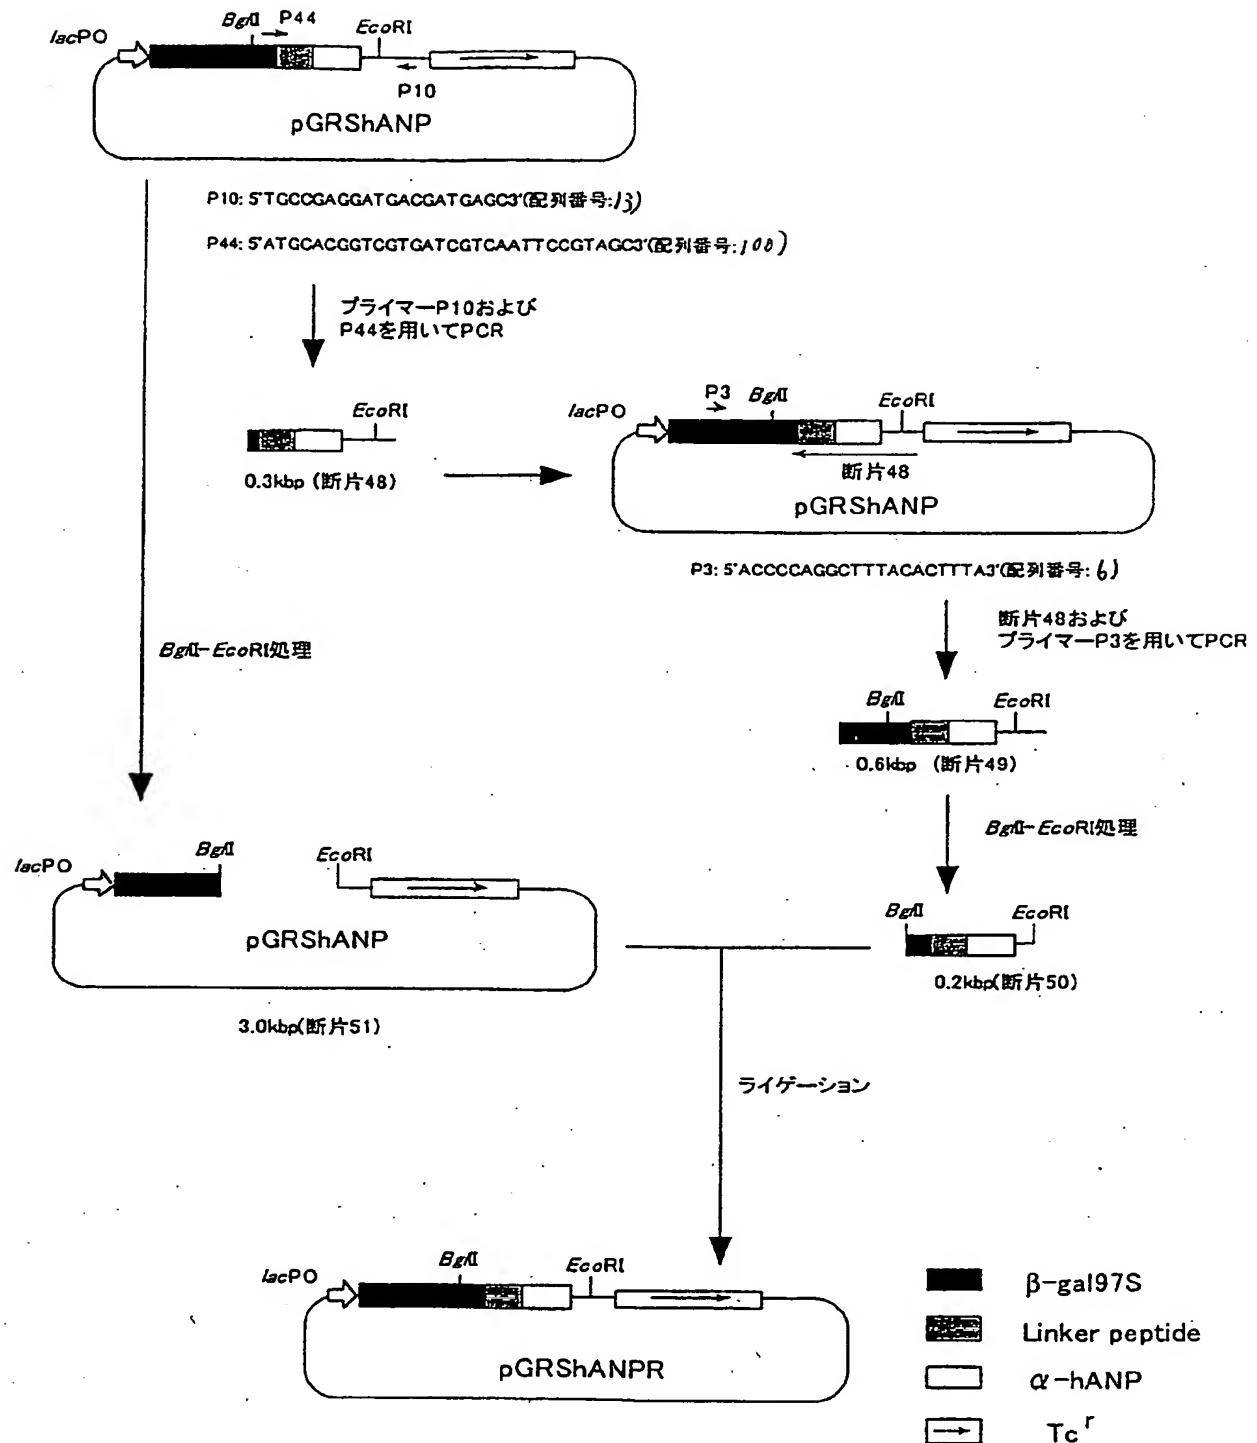 BglII P44
lacPO
EcoRI
P10
pGRShANP
P10: 5'TGCCGAGGATGACGATGAGC3'(配列番号:13)
P44: 5'ATGCACGGTCGTGATCGTCAATTCCGTAGC3'(配列番号:108)
プライマーP10および
P44を用いてPCR
EcoRI
0.3kbp (断片48)
lacPO
P3 BglII
EcoRI
断片48
pGRShANP
P3: 5'ACCCCAGGCTTTACACTTTA3'(配列番号:6)
断片48および
プライマーP3を用いてPCR
BglII-EcoRI処理
BglII EcoRI
0.6kbp (断片49)
BglII-EcoRI処理
lacPO
BglII EcoRI
pGRShANP
3.0kbp(断片51)
BglII EcoRI
0.2kbp(断片50)
ライゲーション
lacPO
BglII EcoRI
pGRShANPR
β-gal97S
Linker peptide
α-hANP
Tc r